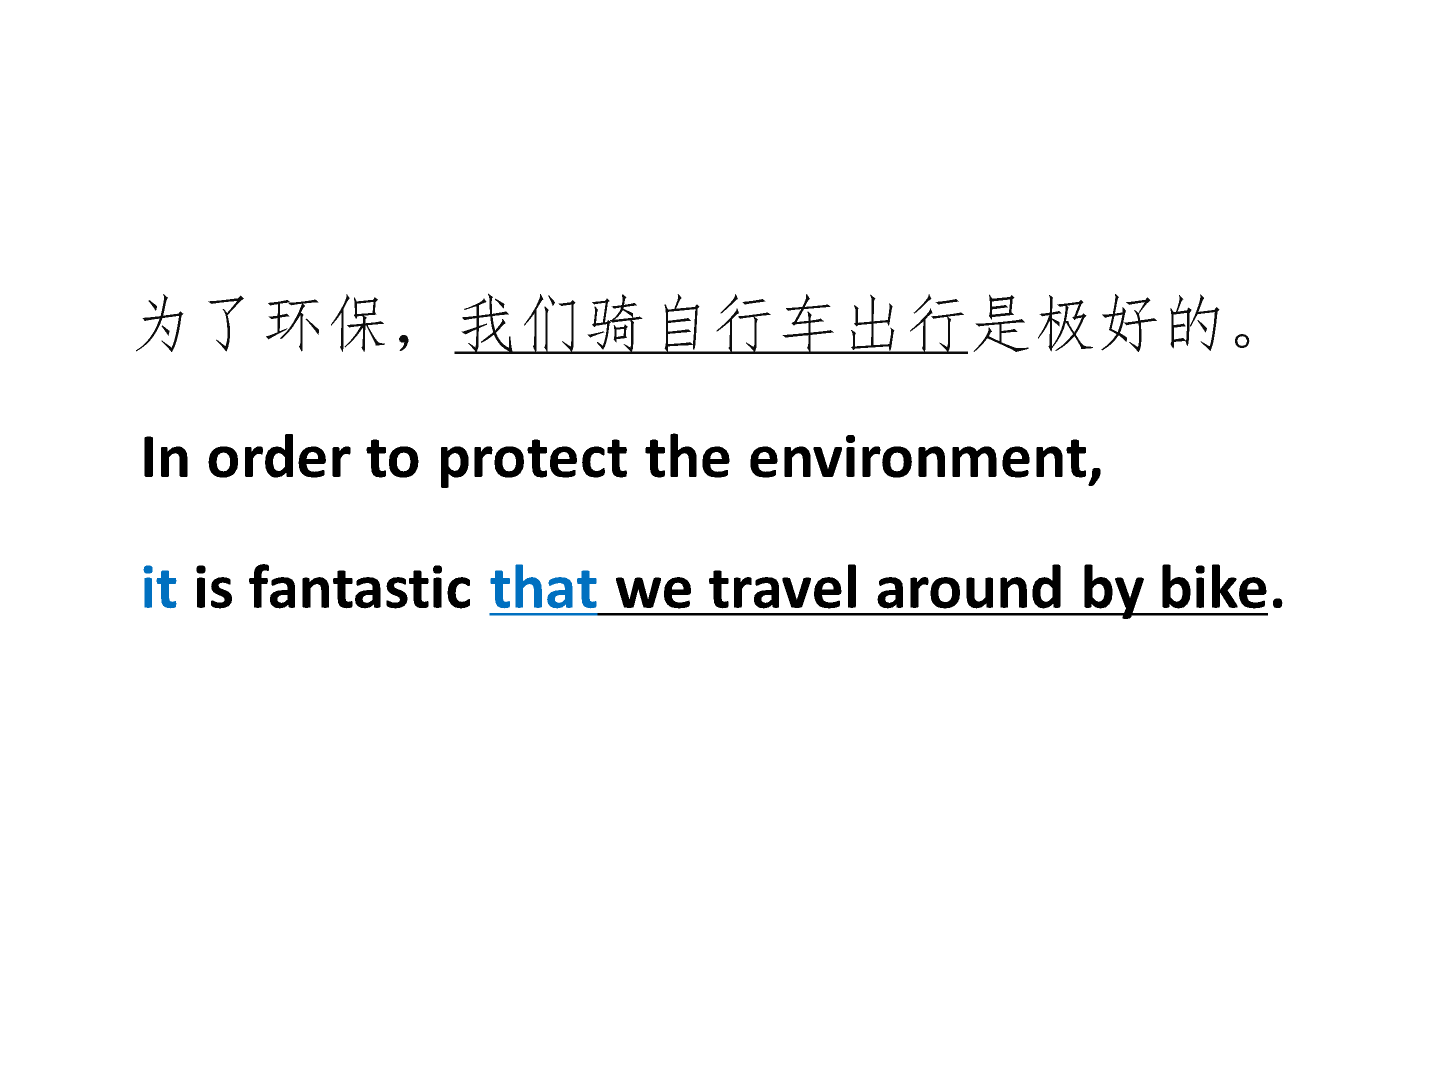 为了环保，我们骑自行车出行是极好的。
In order to protect the environment,
it is fantastic that we travel around by bike.